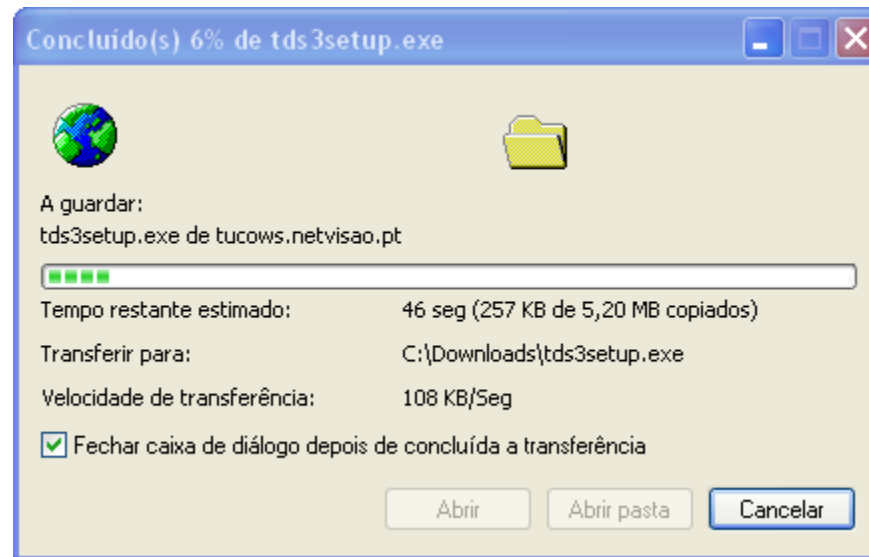 Concluído(s) 6% de tds3setup.exe
A guardar:
tds3setup.exe de tucows.netvisao.pt
Tempo restante estimado: 46 seg (257 KB de 5,20 MB copiados)
Transferir para: C:\Downloads\tds3setup.exe
Velocidade de transferência: 108 KB/Seg
Fechar caixa de diálogo depois de concluída a transferência
Abrir Abrir pasta Cancelar